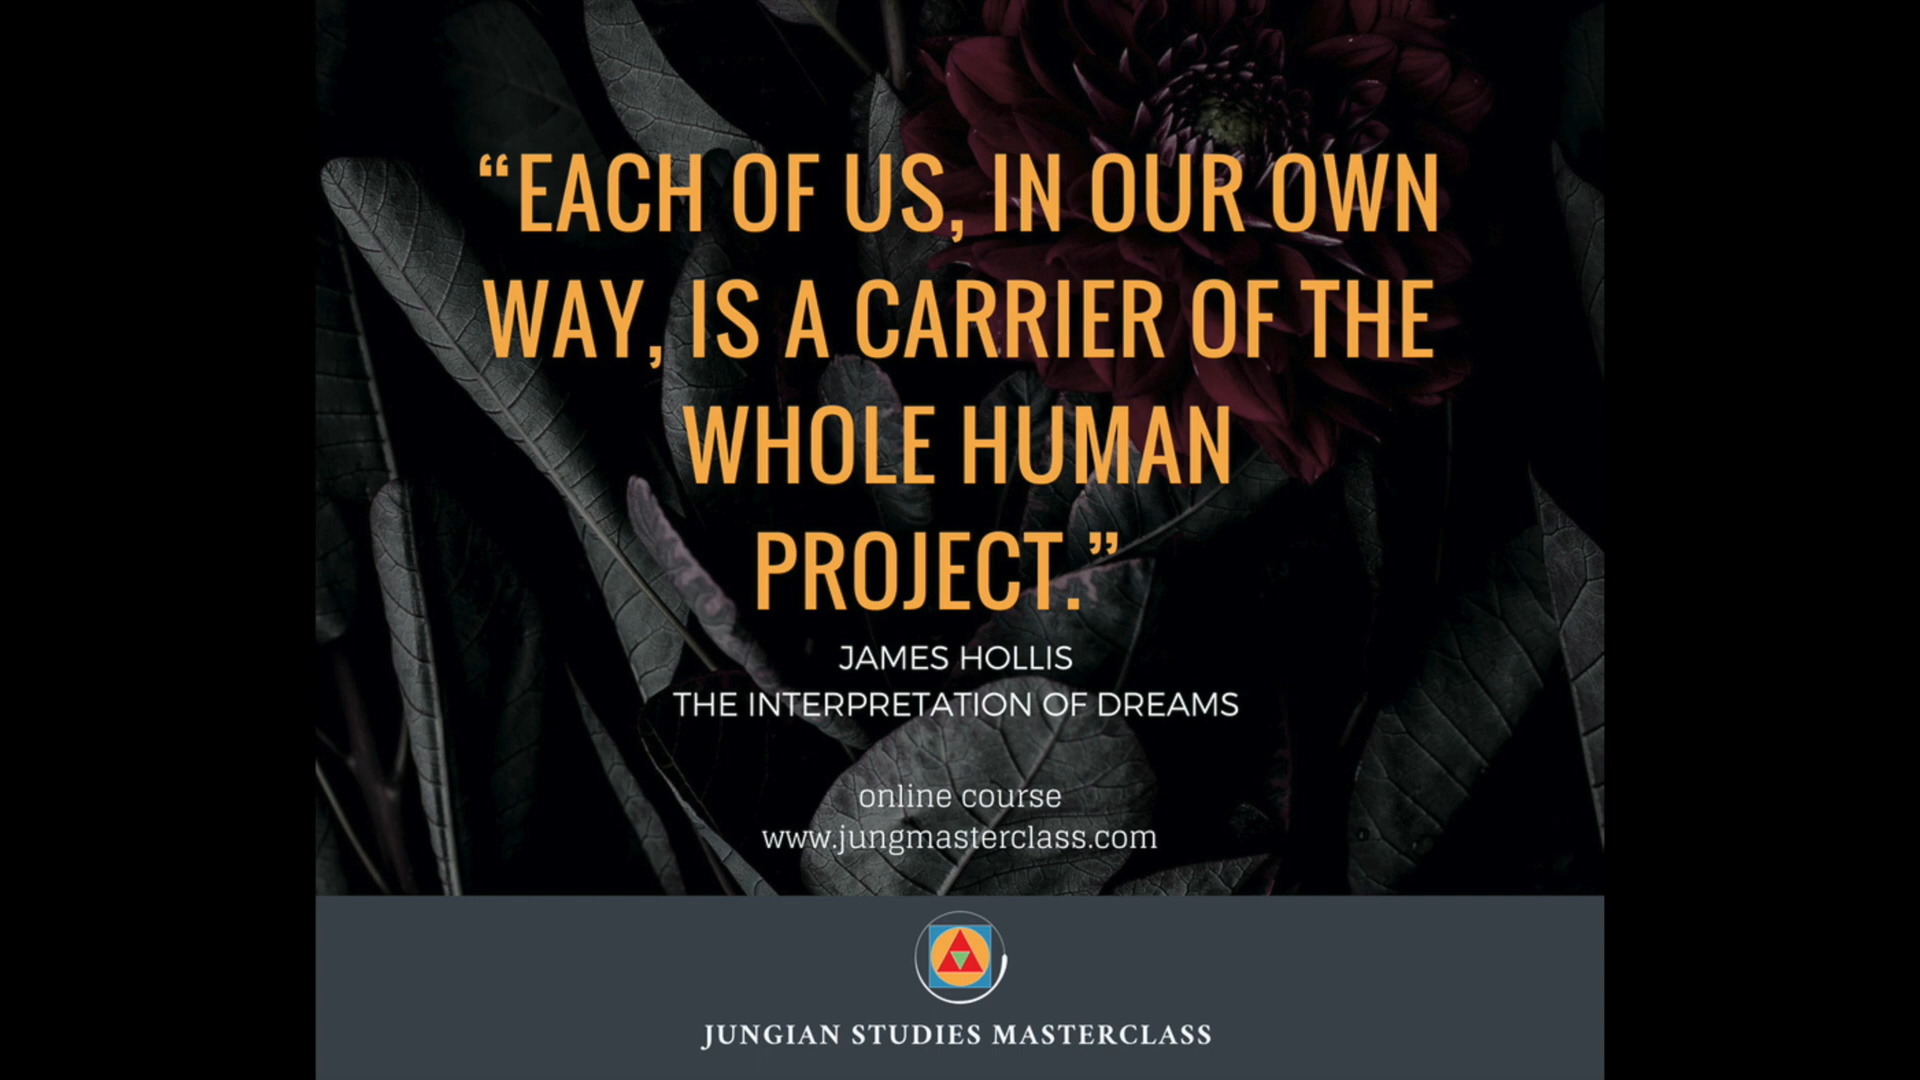 “EACH OF US, IN OUR OWN
WAY, IS A CARRIER OF THE
WHOLE HUMAN
PROJECT.”
JAMES HOLLIS
THE INTERPRETATION OF DREAMS
online course
www.jungmasterclass.com
JUNGIAN STUDIES MASTERCLASS